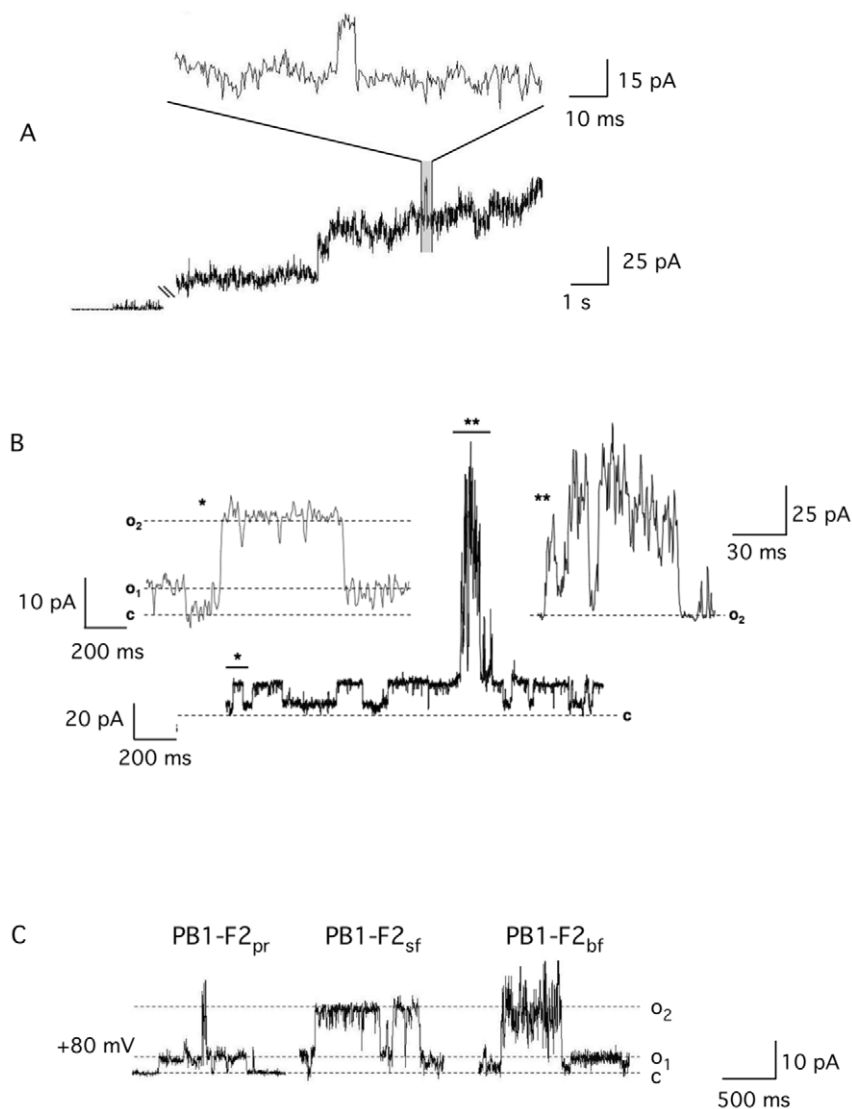 A
15 pA
10 ms
25 pA
1 s
B
*
**
**
o2
o1
c
10 pA
200 ms
*
25 pA
30 ms
o2
20 pA
200 ms
c
C
PB1-F2pr
PB1-F2sf
PB1-F2bf
+80 mV
o2
o1
c
10 pA
500 ms